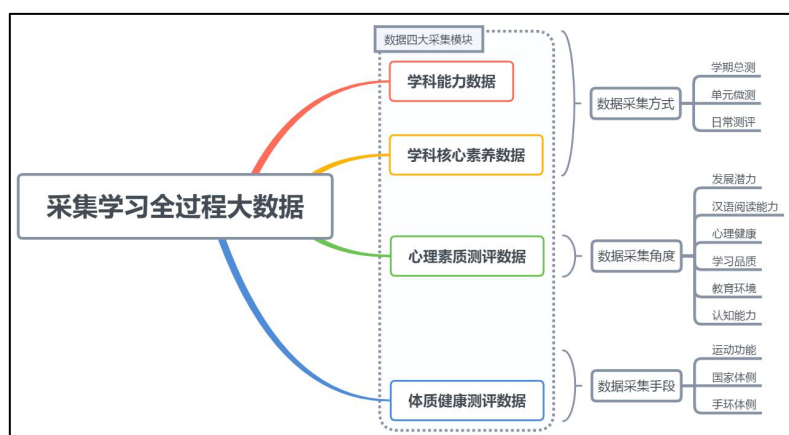 数据四大采集模块
采集学习全过程大数据
学科能力数据
学科核心素养数据
数据采集方式
学期总测
单元微测
日常测评
心理素质测评数据
数据采集角度
发展潜力
汉语阅读能力
心理健康
学习品质
教育环境
认知能力
体质健康测评数据
数据采集手段
运动功能
国家体侧
手环体侧